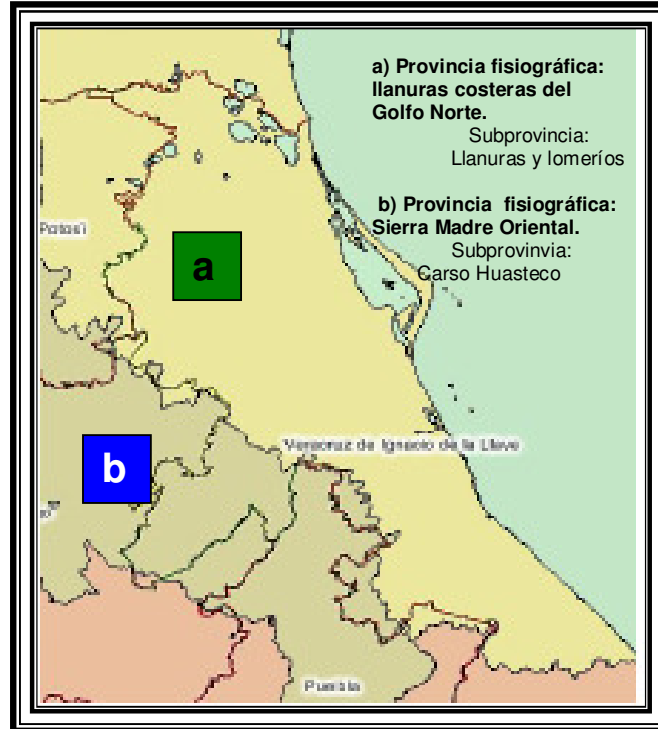 a) Provincia fisiográfica:
llanuras costeras del
Golfo Norte.
Subprovincia:
Llanuras y lomeríos
b) Provincia fisiográfica:
Sierra Madre Oriental.
Subprovinvia:
Carso Huasteco
Potosí
a
Veracruz de Ignacio de la Llave
b
Puebla